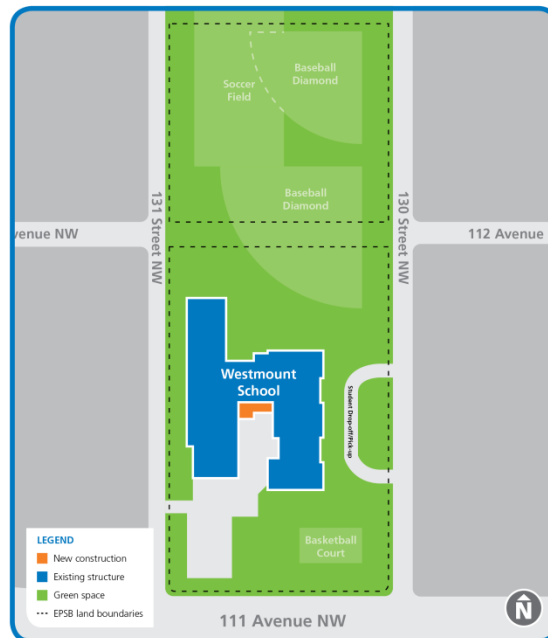 Soccer
Field
Baseball
Diamond
Baseball
Diamond
131 Street NW
130 Street NW
venue NW
112 Avenue
Westmount
School
Student Drop-off/Pick-up
Basketball
Court
LEGEND
New construction
Existing structure
Green space
EPSB land boundaries
111 Avenue NW
N